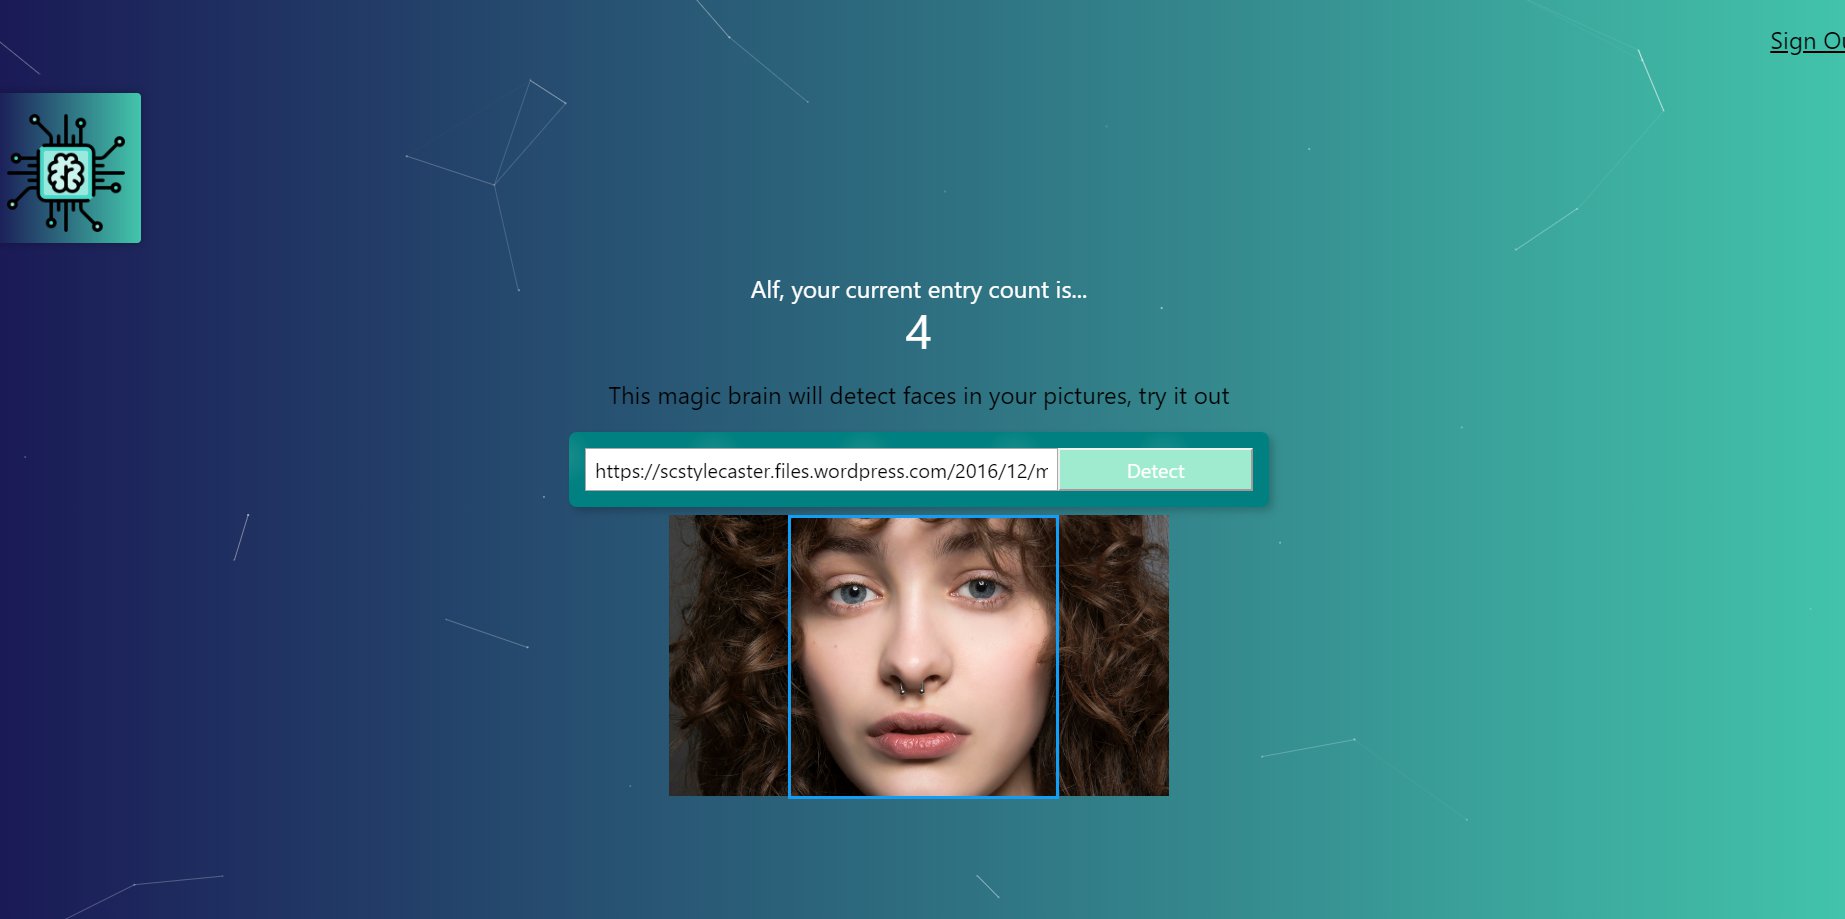 Sign Ou
Alf, your current entry count is...
4
This magic brain will detect faces in your pictures, try it out
https://scstylecaster.files.wordpress.com/2016/12/m
Detect